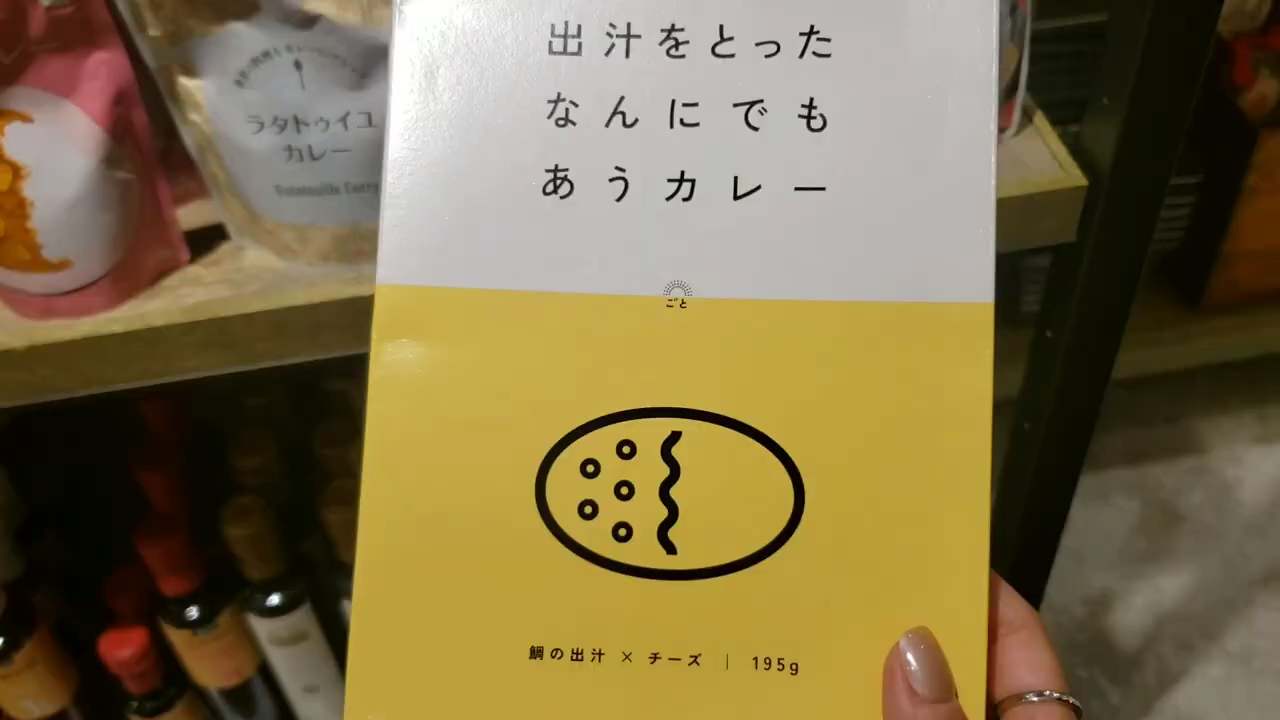 出汁をとった
なんにでも
あうカレー
ごと
鯛の出汁 × チーズ | 195g
ラタトゥイユ
カレー